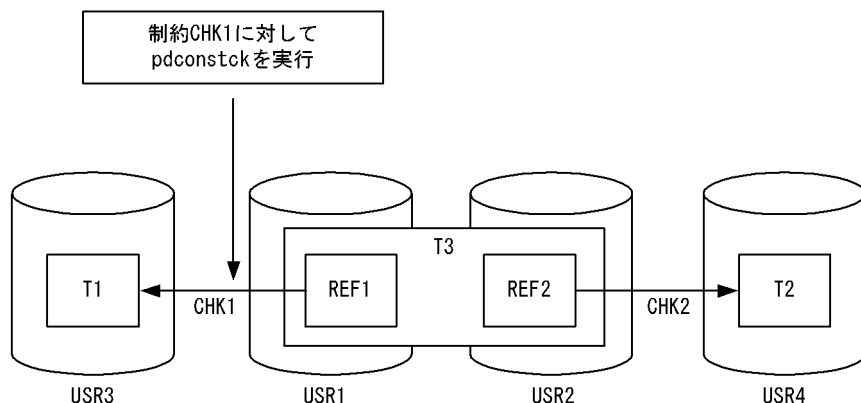 制約CHK1に対して
pdconstckを実行
T3
T1
REF1
REF2
T2
CHK1
CHK2
USR3
USR1
USR2
USR4